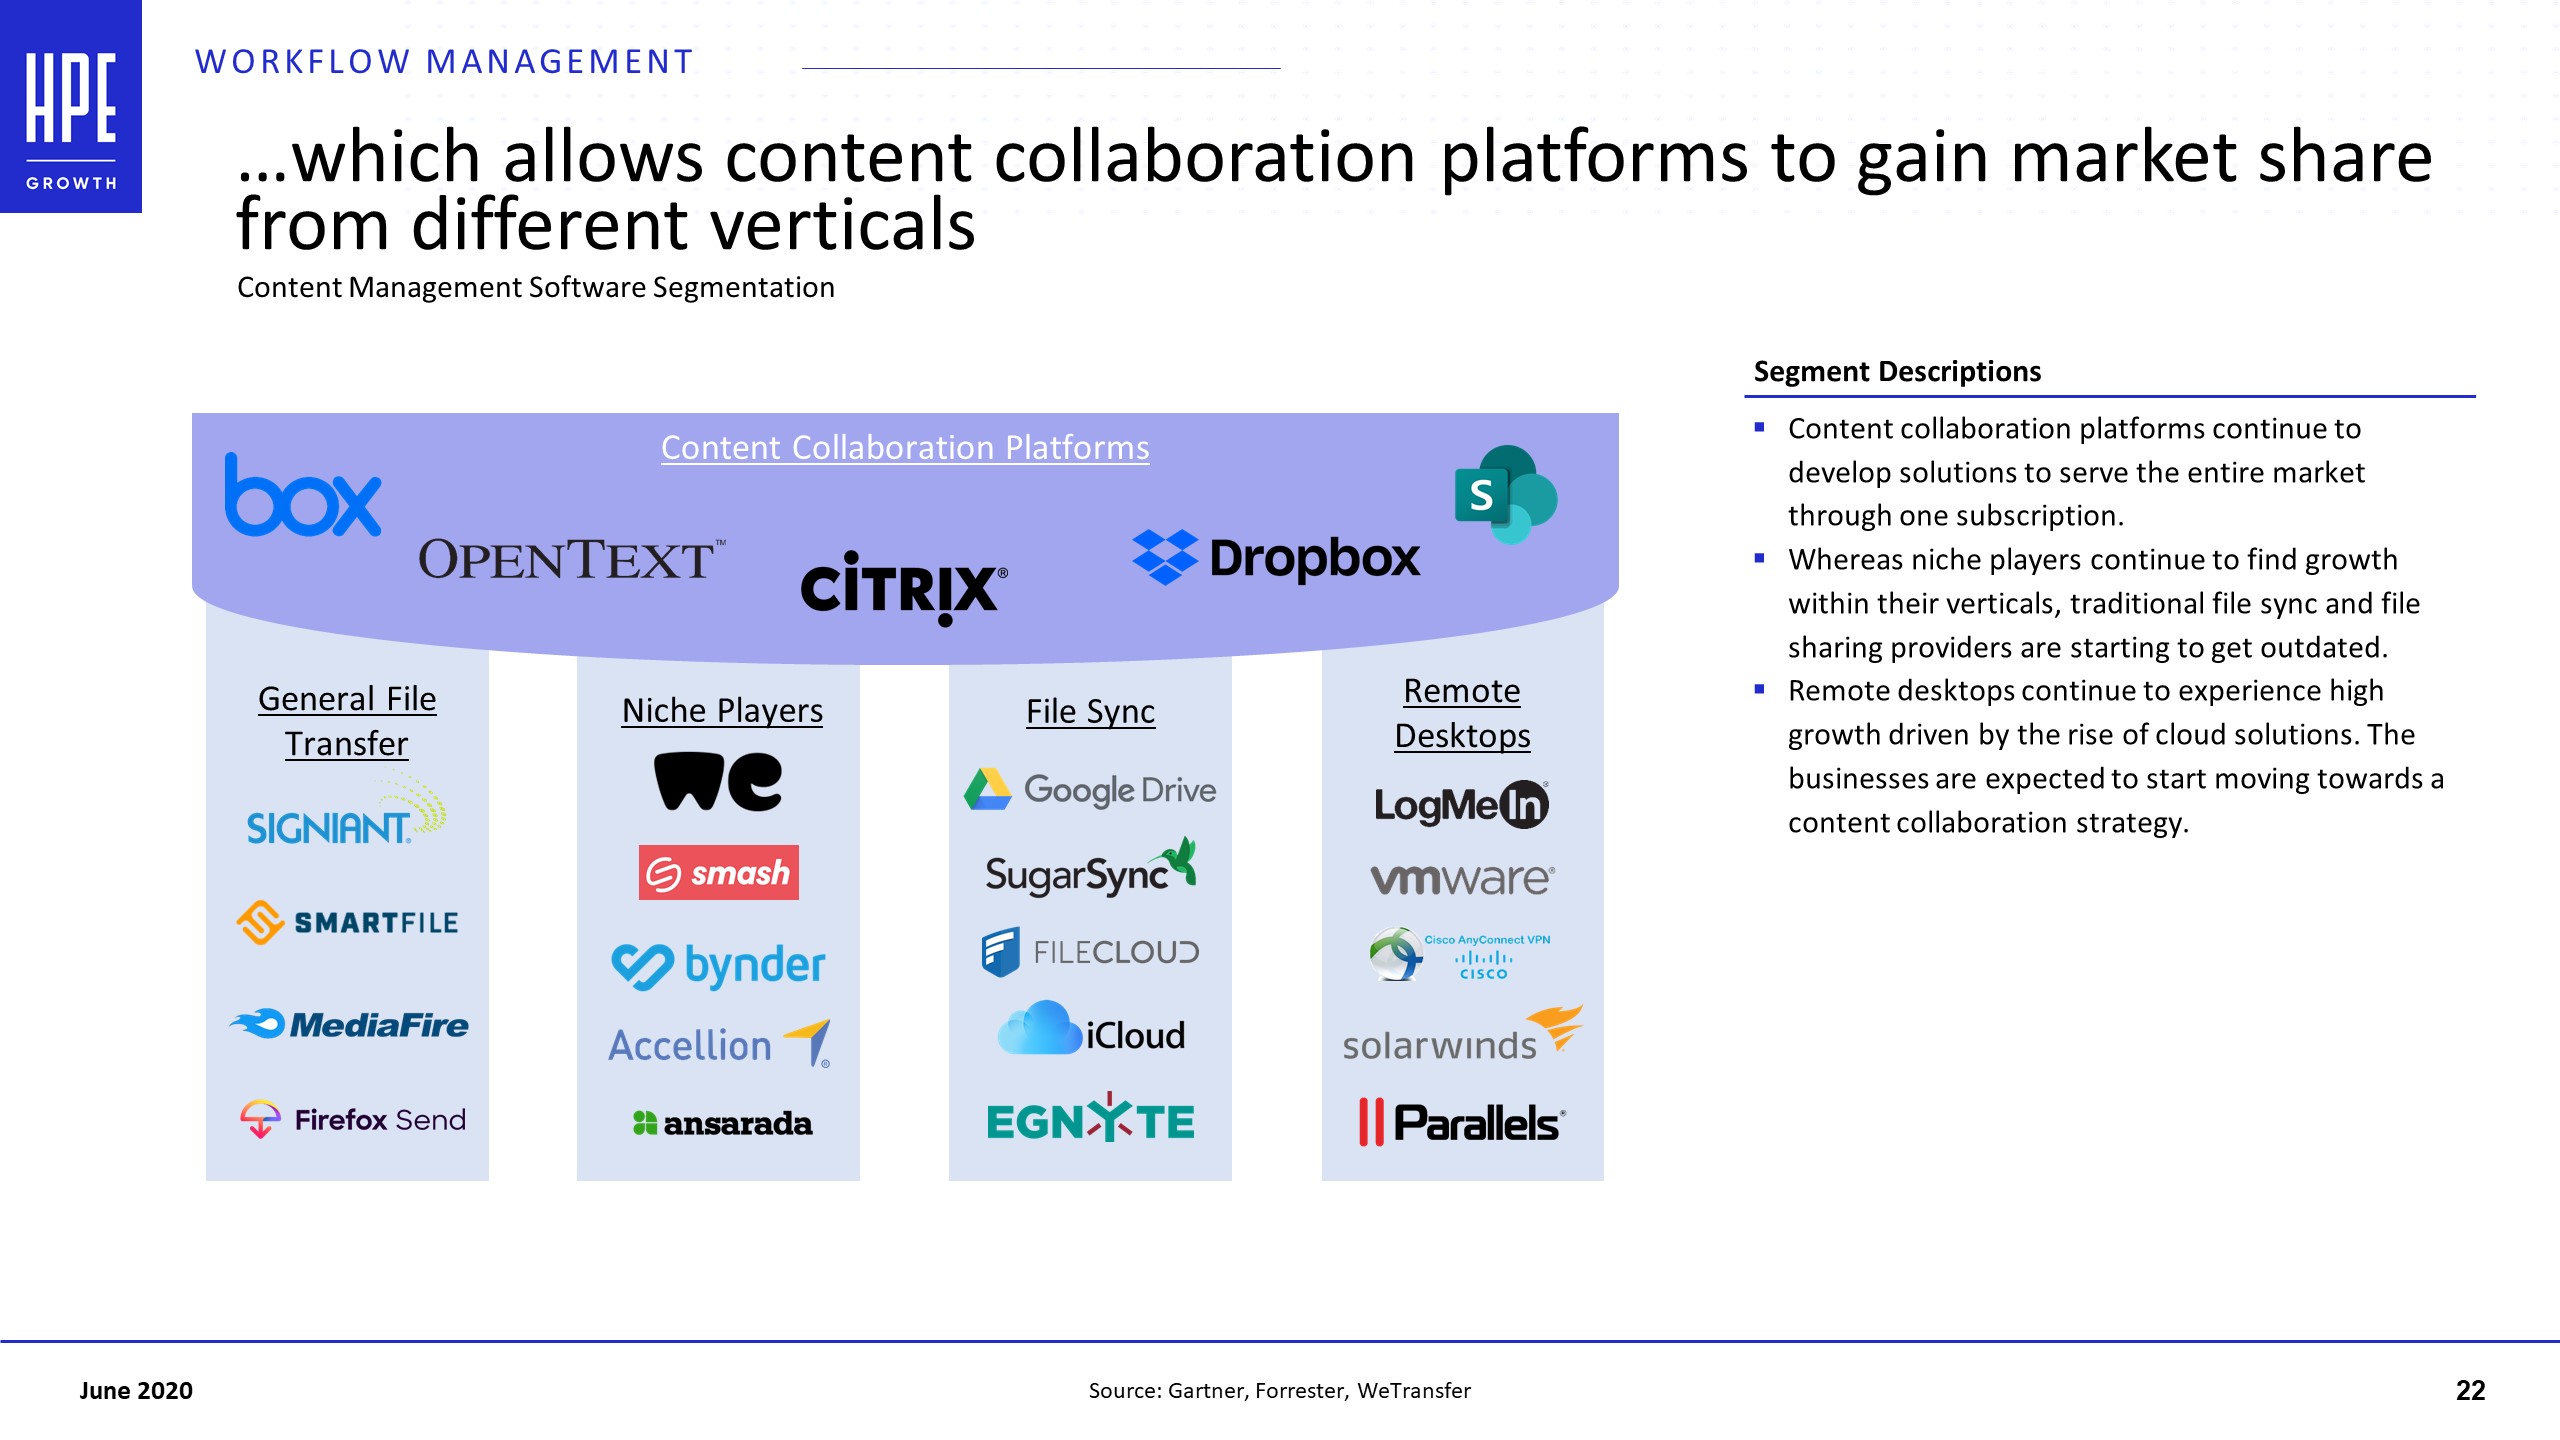 HPE
GROWTH
WORKFLOW MANAGEMENT
...which allows content collaboration platforms to gain market share
from different verticals
Content Management Software Segmentation
Content Collaboration Platforms
box
OPENTEXT™
CITRIX®
Dropbox
S
General File
Transfer
SIGNIANT®
SMARTFILE
MediaFire
Firefox Send
Niche Players
we
smash
bynder
Accellion®
ansarada
File Sync
Google Drive
SugarSync
FILECLOUD
iCloud
EGNYTE
Remote
Desktops
LogMeIn®
vmware®
Cisco AnyConnect VPN
CISCO
solarwinds
Parallels®
Segment Descriptions
▪ Content collaboration platforms continue to
develop solutions to serve the entire market
through one subscription.
▪ Whereas niche players continue to find growth
within their verticals, traditional file sync and file
sharing providers are starting to get outdated.
▪ Remote desktops continue to experience high
growth driven by the rise of cloud solutions. The
businesses are expected to start moving towards a
content collaboration strategy.
June 2020
Source: Gartner, Forrester, WeTransfer
22